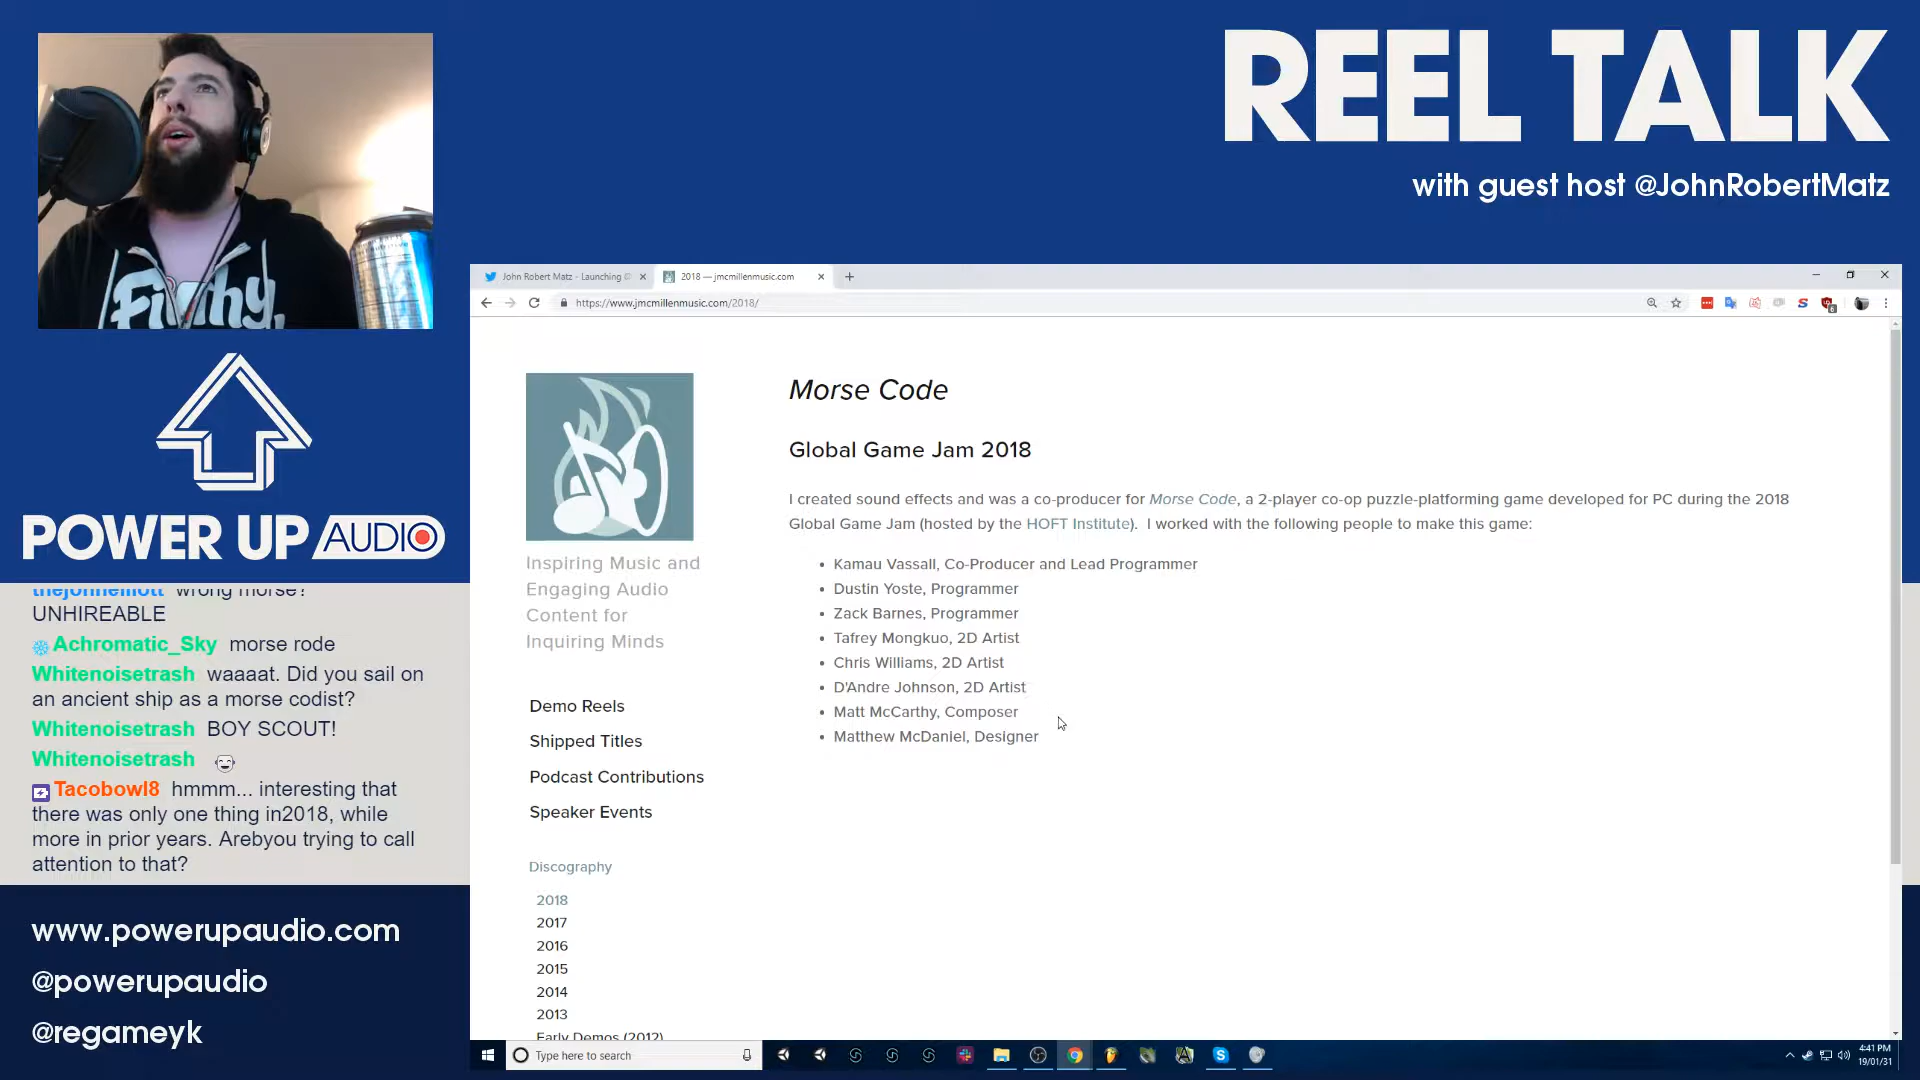 REEL TALK
with guest host @JohnRobertMatz
Filthy,
POWER UP AUDIO
thejohnelliott wrong morse?
UNHIREABLE
Achromatic_Sky morse rode
Whitenoisetrash waaaat. Did you sail on
an ancient ship as a morse codist?
Whitenoisetrash BOY SCOUT!
Whitenoisetrash
Tacobowl8 hmmm... interesting that
there was only one thing in2018, while
more in prior years. Arebyou trying to call
attention to that?
www.powerupaudio.com
@powerupaudio
@regameyk
John Robert Matz - Launching
2018 — jmcmillenmusic.com
https://www.jmcmillenmusic.com/2018/
Inspiring Music and
Engaging Audio
Content for
Inquiring Minds
Demo Reels
Shipped Titles
Podcast Contributions
Speaker Events
Discography
2018
2017
2016
2015
2014
2013
Early Demos (2012)
Morse Code
Global Game Jam 2018
I created sound effects and was a co-producer for Morse Code, a 2-player co-op puzzle-platforming game developed for PC during the 2018
Global Game Jam (hosted by the HOFT Institute). I worked with the following people to make this game:
• Kamau Vassall, Co-Producer and Lead Programmer
• Dustin Yoste, Programmer
• Zack Barnes, Programmer
• Tafrey Mongkuo, 2D Artist
• Chris Williams, 2D Artist
• D'Andre Johnson, 2D Artist
• Matt McCarthy, Composer
• Matthew McDaniel, Designer
Type here to search
4:41 PM
19/01/31